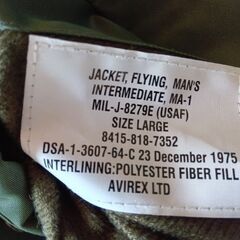 JACKET, FLYING, MAN'S
INTERMEDIATE, MA-1
MIL-J-8279E (USAF)
SIZE LARGE
8415-818-7352
DSA-1-3607-64-C 23 December 1975
INTERLINING:POLYESTER FIBER FILL
AVIREX LTD